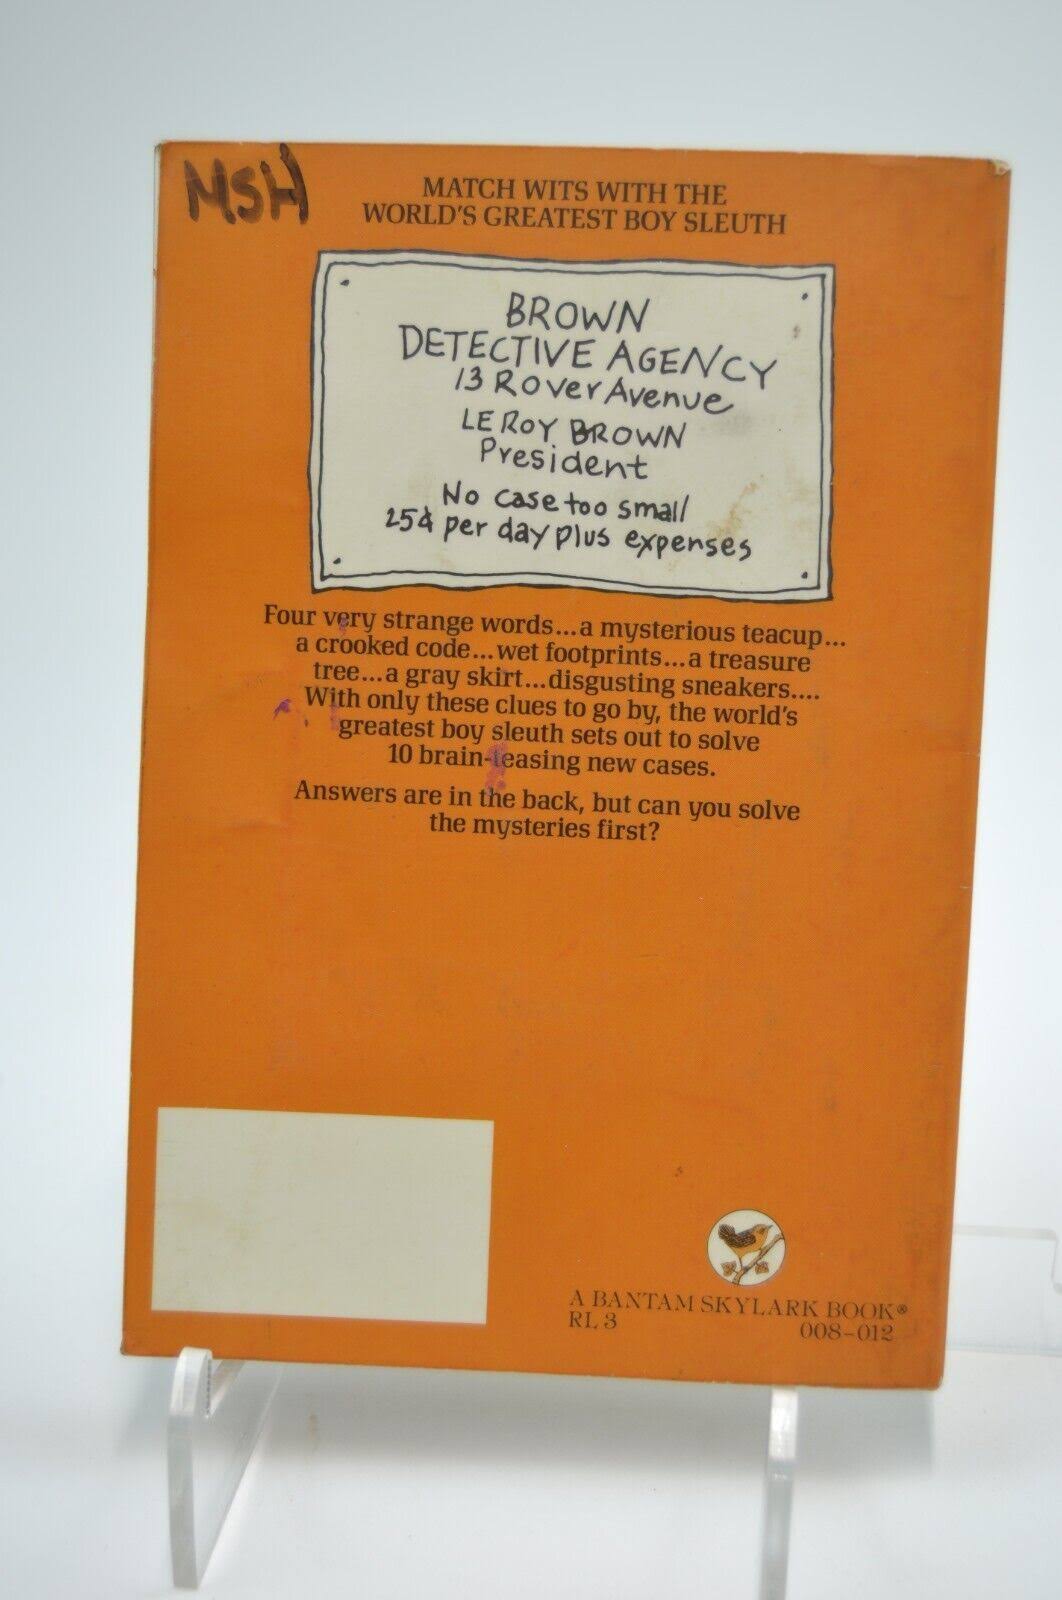 MSH
MATCH WITS WITH THE
WORLD'S GREATEST BOY SLEUTH
BROWN
DETECTIVE AGENCY
13 Rover Avenue
LEROY BROWN
President
No case too small
25¢ per day plus expenses
Four very strange words...a mysterious teacup...
a crooked code...wet footprints...a treasure
tree...a gray skirt...disgusting sneakers....
With only these clues to go by, the world's
greatest boy sleuth sets out to solve
10 brain-teasing new cases.
Answers are in the back, but can you solve
the mysteries first?
A BANTAM SKYLARK BOOK®
RL 3 008-012